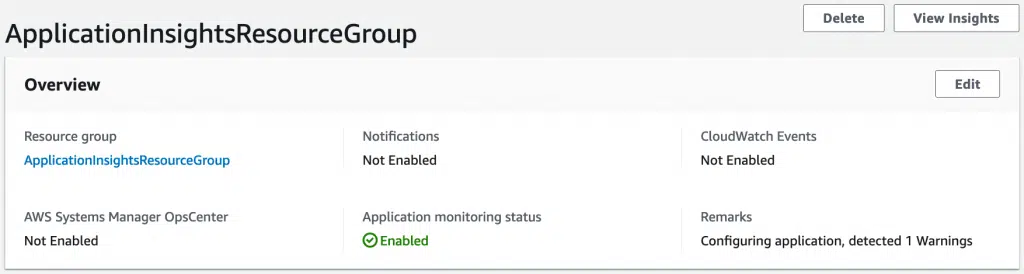 ApplicationInsightsResourceGroup
Delete
View Insights
Overview
Edit
Resource group
Notifications
CloudWatch Events
ApplicationInsightsResourceGroup
Not Enabled
Not Enabled
AWS Systems Manager OpsCenter
Application monitoring status
Remarks
Not Enabled
Enabled
Configuring application, detected 1 Warnings